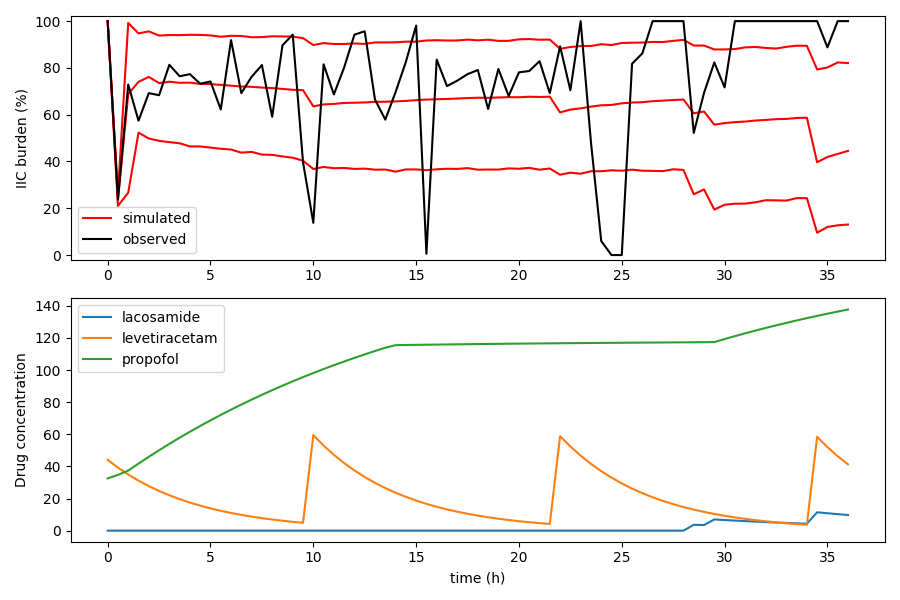 IIC burden (%)
100
80
60
40
20
0
simulated
observed
0 5 10 15 20 25 30 35
Drug concentration
140
120
100
80
60
40
20
0
lacosamide
levetiracetam
propofol
0 5 10 15 20 25 30 35
time (h)